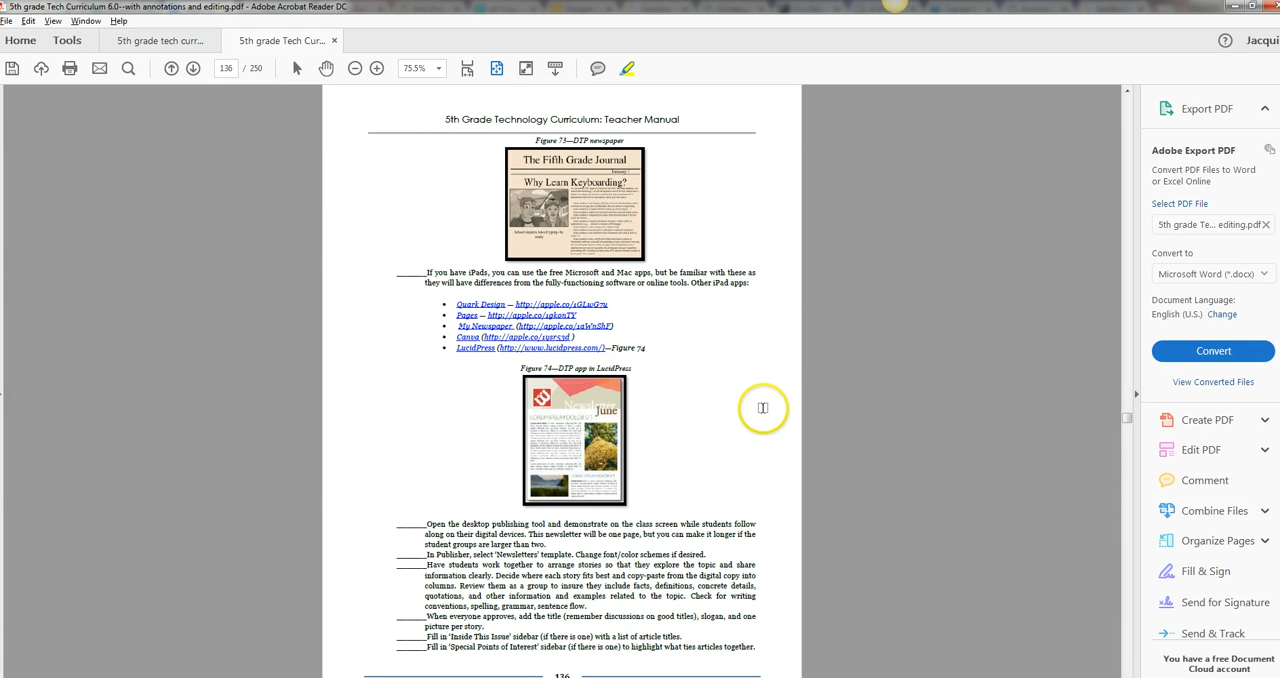 5th grade Tech Curriculum 6.0--with annotations and editing.pdf - Adobe Acrobat Reader DC
File Edit View Window Help
Home Tools 5th grade tech curr... 5th grade Tech Cur... × Jacqui
136 / 250 75.5%
5th Grade Technology Curriculum: Teacher Manual
Figure 73—DTP newspaper
The Fifth Grade Journal
January 1
Why Learn Keyboarding?
_______If you have iPads, you can use the free Microsoft and Mac apps, but be familiar with these as
they will have differences from the fully-functioning software or online tools. Other iPad apps:
• Quark Design — http://apple.co/1GLwG7u
• Pages — http://apple.co/1gkonTY
• My Newspaper (http://apple.co/1aWnShF)
• Canva (http://apple.co/1ysr53d )
• LucidPress (http://www.lucidpress.com/)—Figure 74
Figure 74—DTP app in LucidPress
Newsletter
June
LOREM IPSUM DOLOR SIT
_______Open the desktop publishing tool and demonstrate on the class screen while students follow
along on their digital devices. This newsletter will be one page, but you can make it longer if the
student groups are larger than two.
_______In Publisher, select 'Newsletters' template. Change font/color schemes if desired.
_______Have students work together to arrange stories so that they explore the topic and share
information clearly. Decide where each story fits best and copy-paste from the digital copy into
columns. Review them as a group to insure they include facts, definitions, concrete details,
quotations, and other information and examples related to the topic. Check for writing
conventions, spelling, grammar, sentence flow.
_______When everyone approves, add the title (remember discussions on good titles), slogan, and one
picture per story.
_______Fill in 'Inside This Issue' sidebar (if there is one) with a list of article titles.
_______Fill in 'Special Points of Interest' sidebar (if there is one) to highlight what ties articles together.
136
Export PDF
Adobe Export PDF
Convert PDF Files to Word
or Excel Online
Select PDF File
5th grade Te... editing.pdf ×
Convert to
Microsoft Word (*.docx)
Document Language:
English (U.S.) Change
Convert
View Converted Files
Create PDF
Edit PDF
Comment
Combine Files
Organize Pages
Fill & Sign
Send for Signature
Send & Track
You have a free Document
Cloud account